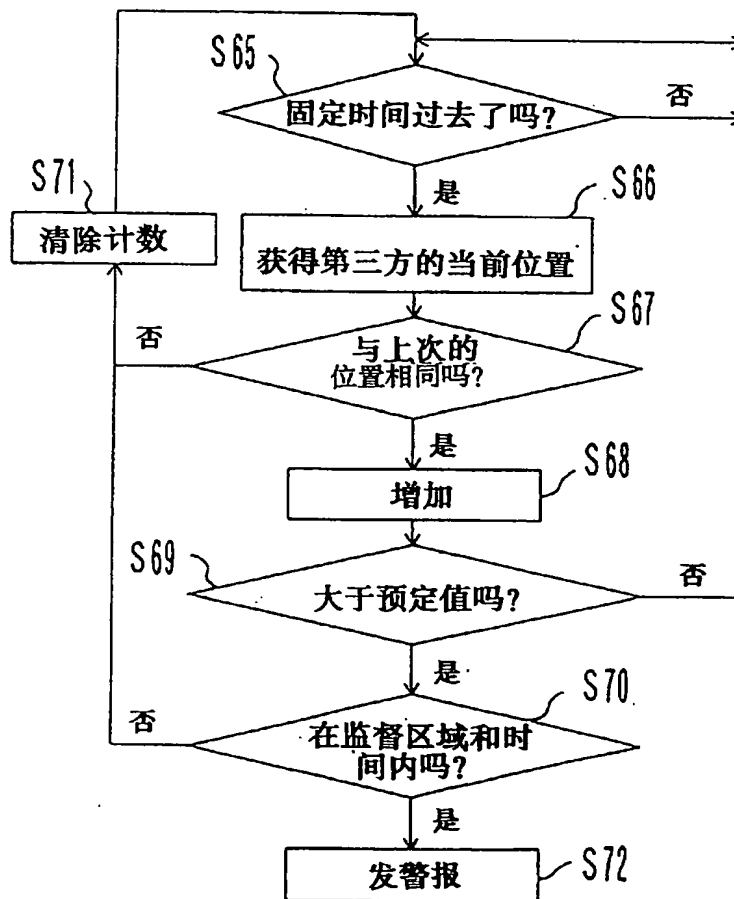 S65
固定时间过去了吗?
否
是
S71
清除计数
S66
获得第三方的当前位置
S67
否
与上次的
位置相同吗?
是
S68
增加
S69
大于预定值吗?
否
是
S70
否
在监督区域和时
间内吗?
是
发警报
S72